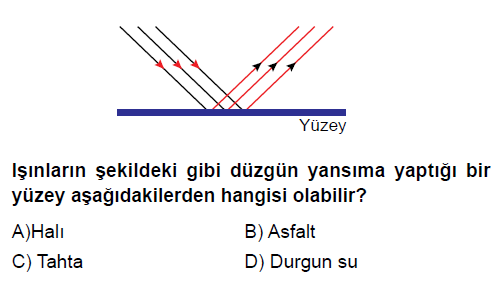 Yüzey
Işınların şekildeki gibi düzgün yansıma yaptığı bir
yüzey aşağıdakilerden hangisi olabilir?
A)Halı B) Asfalt
C) Tahta D) Durgun su